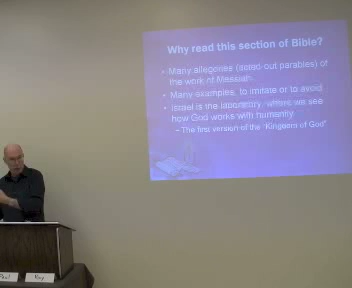 Why read this section of Bible?
• Many allegories (acted out parables) of
the work of Messiah.
• Many examples, to imitate or to avoid
• Israel is the laboratory, where we see
how God works with humanity
– The first version of the "Kingdom of God"
Paul
Ray